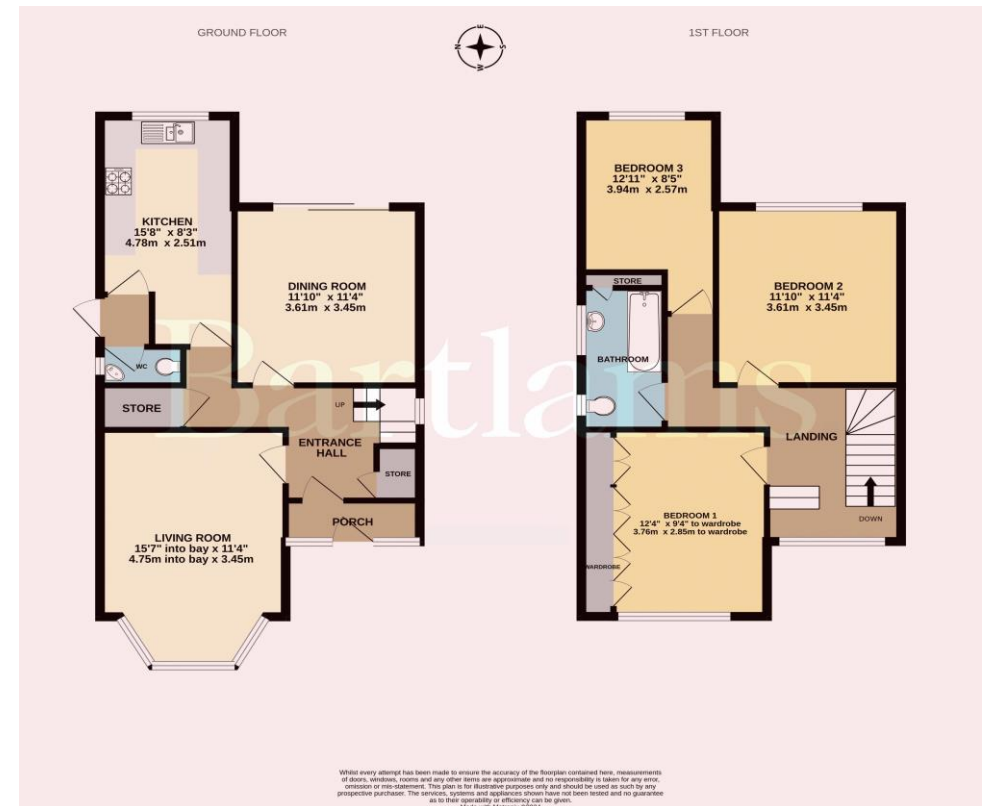 GROUND FLOOR
1ST FLOOR
N
E
S
W
KITCHEN
15'8" x 8'3"
4.78m x 2.51m
DINING ROOM
11'10" x 11'4"
3.61m x 3.45m
WC
STORE
UP
ENTRANCE
HALL
STORE
PORCH
LIVING ROOM
15'7" into bay x 11'4"
4.75m into bay x 3.45m
BEDROOM 3
12'11" x 8'5"
3.94m x 2.57m
STORE
BEDROOM 2
11'10" x 11'4"
3.61m x 3.45m
BATHROOM
LANDING
BEDROOM 1
12'4" x 9'4" to wardrobe
3.76m x 2.85m to wardrobe
WARDROBE
DOWN
Bartlams
Whilst every attempt has been made to ensure the accuracy of the floorplan contained here, measurements
of doors, windows, rooms and any other items are approximate and no responsibility is taken for any error,
omission or mis-statement. This plan is for illustrative purposes only and should be used as such by any
prospective purchaser. The services, systems and appliances shown have not been tested and no guarantee
as to their operability or efficiency can be given.